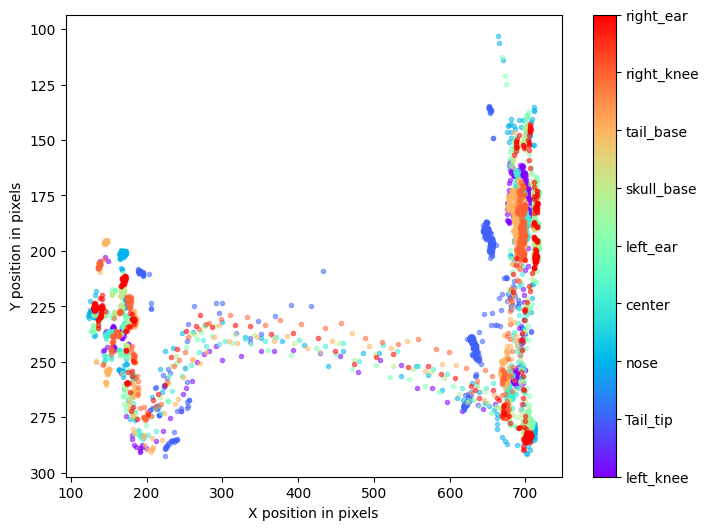 100
125
150
175
200
225
250
275
300
Y position in pixels
100
200
300
400
500
600
700
X position in pixels
right_ear
right_knee
tail_base
skull_base
left_ear
center
nose
Tail_tip
left_knee